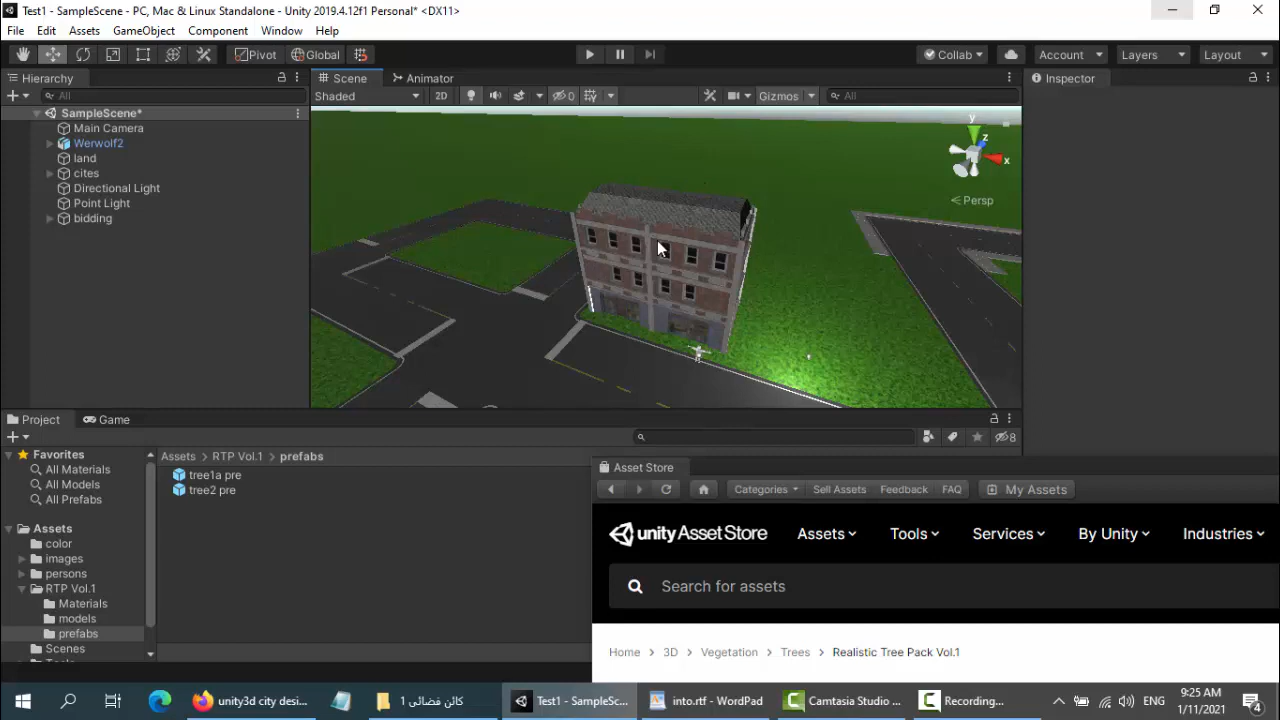 Test1 - SampleScene - PC, Mac & Linux Standalone - Unity 2019.4.12f1 Personal* <DX11>
File Edit Assets GameObject Component Window Help
Pivot Global Collab Account Layers Layout
Hierarchy Scene Animator Inspector
All Shaded 2D 0 Gizmos All
SampleScene*
Main Camera
Werwolf2
land
cites
Directional Light
Point Light
bidding
y
z
x
Persp
Project Game
8
Favorites
All Materials
All Models
All Prefabs
Assets
color
images
persons
RTP Vol.1
Materials
models
prefabs
Scenes
Assets > RTP Vol.1 > prefabs
tree1a pre
tree2 pre
Asset Store
Categories Sell Assets Feedback FAQ My Assets
unity Asset Store Assets Tools Services By Unity Industries
Search for assets
Home > 3D > Vegetation > Trees > Realistic Tree Pack Vol.1
unity3d city desi... کانن فضائی 1 Test1 - SampleSc... into.rtf - WordPad Camtasia Studio ... Recording... ENG
9:25 AM
1/11/2021
4